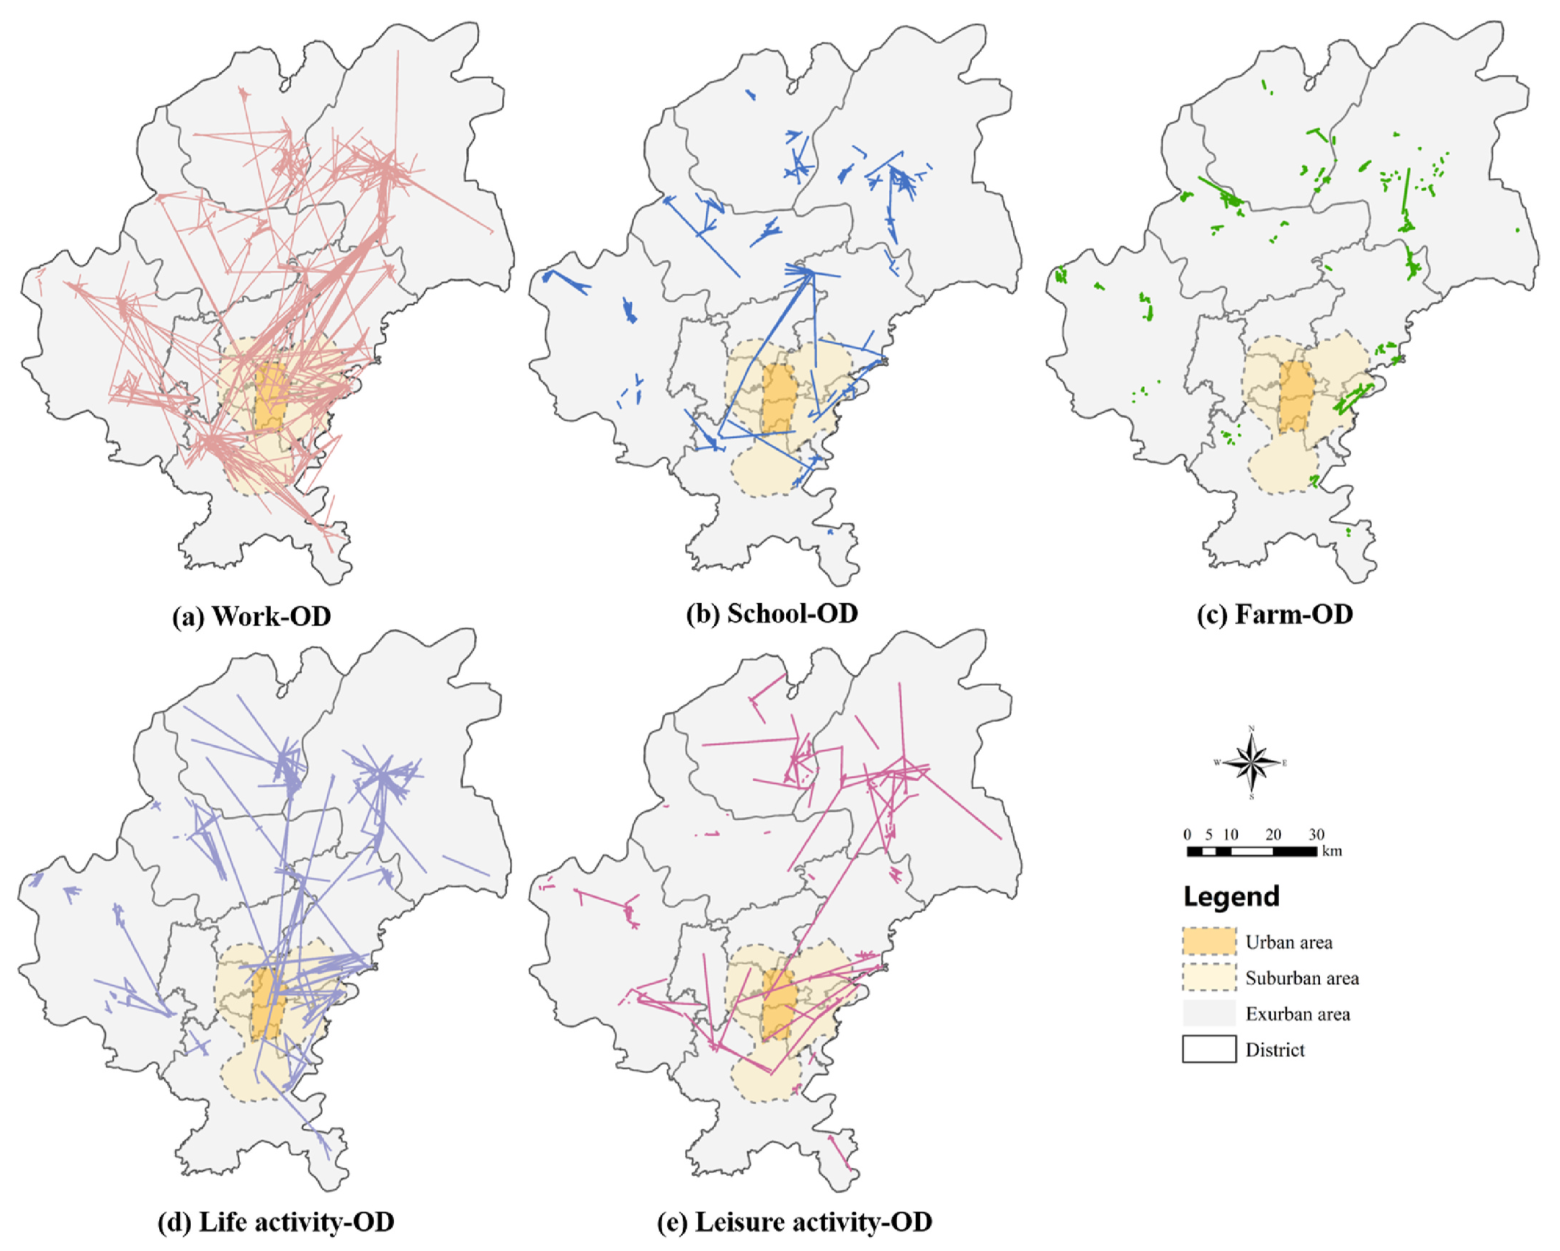 (a) Work-OD
(b) School-OD
(c) Farm-OD
N
W E
S
0 5 10 20 30
km
Legend
Urban area
Suburban area
Exurban area
District
(d) Life activity-OD
(e) Leisure activity-OD